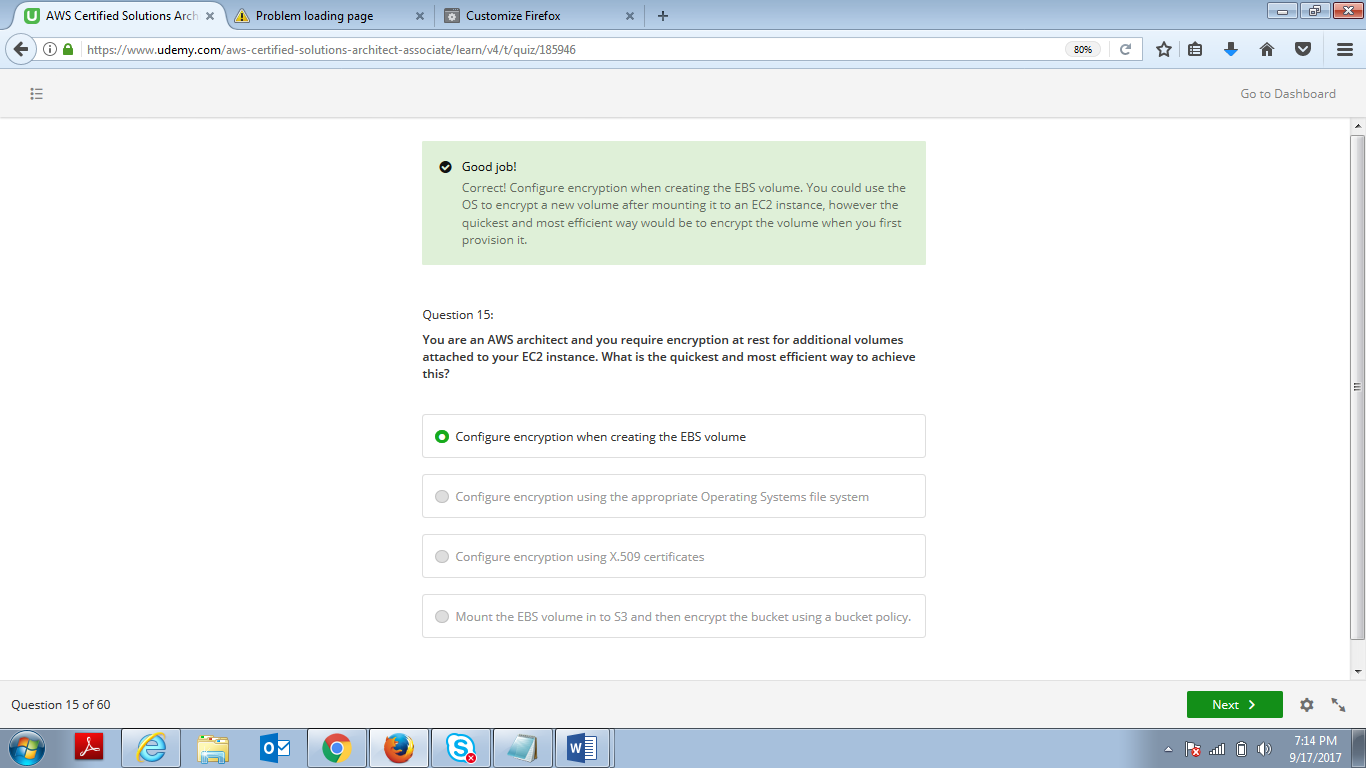 AWS Certified Solutions Arch
Problem loading page
Customize Firefox
https://www.udemy.com/aws-certified-solutions-architect-associate/learn/v4/t/quiz/185946
80%
Go to Dashboard
Good job!
Correct! Configure encryption when creating the EBS volume. You could use the
OS to encrypt a new volume after mounting it to an EC2 instance, however the
quickest and most efficient way would be to encrypt the volume when you first
provision it.
Question 15:
You are an AWS architect and you require encryption at rest for additional volumes
attached to your EC2 instance. What is the quickest and most efficient way to achieve
this?
Configure encryption when creating the EBS volume
Configure encryption using the appropriate Operating Systems file system
Configure encryption using X.509 certificates
Mount the EBS volume in to S3 and then encrypt the bucket using a bucket policy.
Question 15 of 60
Next
7:14 PM
9/17/2017